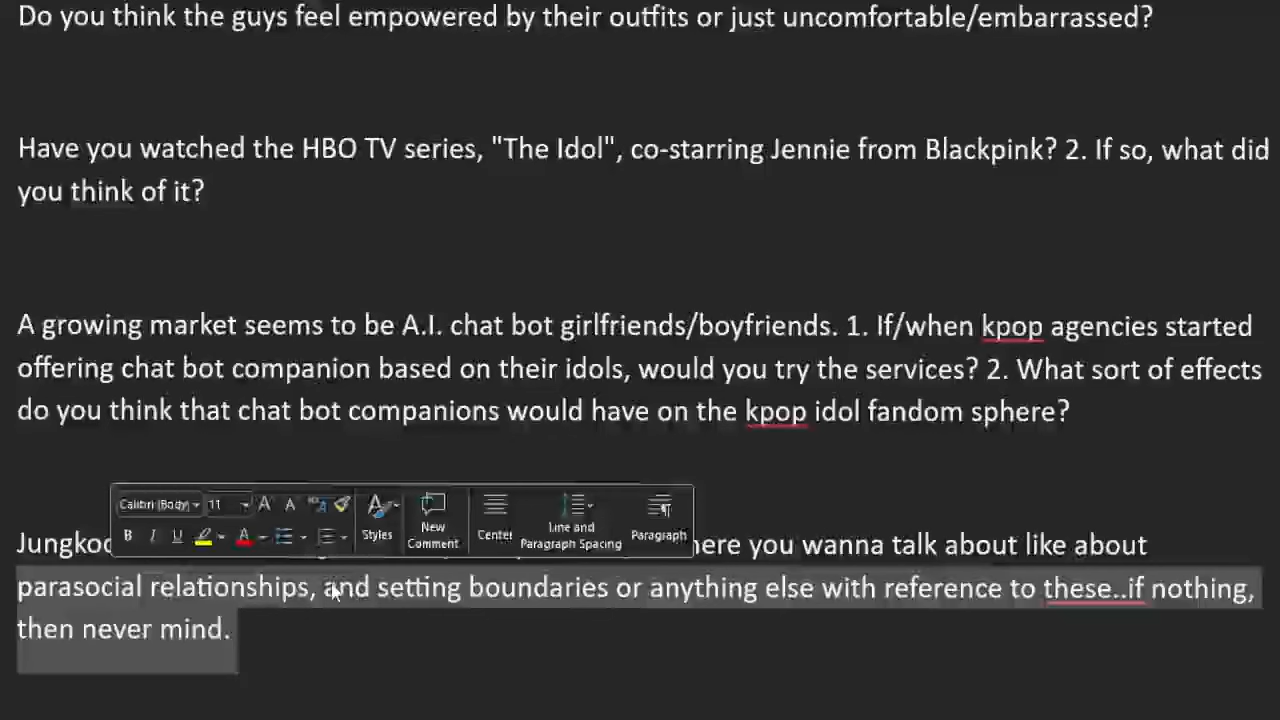 Do you think the guys feel empowered by their outfits or just uncomfortable/embarrassed?
Have you watched the HBO TV series, "The Idol", co-starring Jennie from Blackpink? 2. If so, what did
you think of it?
A growing market seems to be A.I. chat bot girlfriends/boyfriends. 1. If/when kpop agencies started
offering chat bot companion based on their idols, would you try the services? 2. What sort of effects
do you think that chat bot companions would have on the kpop idol fandom sphere?
Calibri (Body) 11 A A A
B I U A Styles New Comment Center Line and Paragraph Spacing Paragraph
you wanna talk about like about
parasocial relationships, and setting boundaries or anything else with reference to these..if nothing,
then never mind.